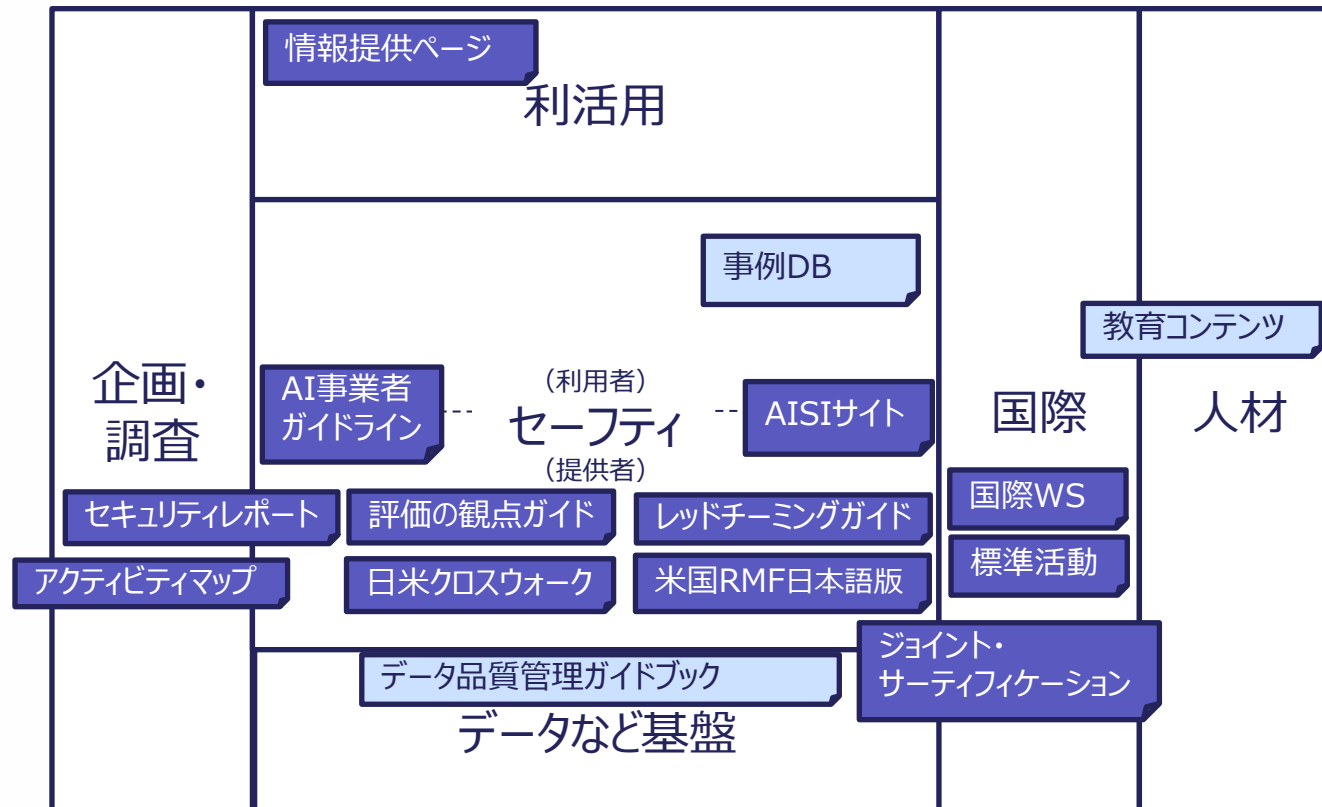 情報提供ページ
利活用
事例DB
教育コンテンツ
企画・
調査
AI事業者
ガイドライン
(利用者)
セーフティ
(提供者)
AISIサイト
国際
人材
セキュリティレポート
評価の観点ガイド
レッドチーミングガイド
国際WS
アクティビティマップ
日米クロスウォーク
米国RMF日本語版
標準活動
ジョイント・
サーティフィケーション
データ品質管理ガイドブック
データなど基盤